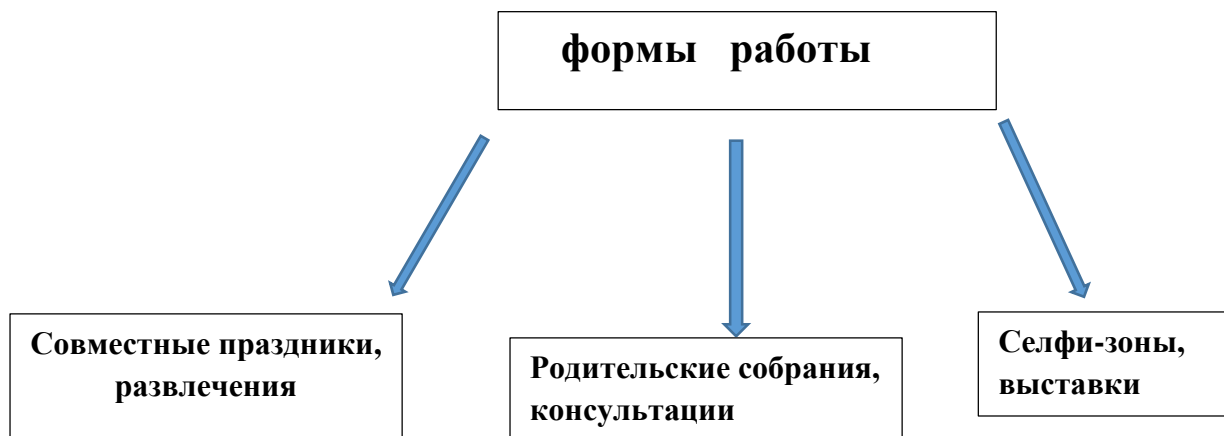 формы работы
Совместные праздники,
развлечения
Родительские собрания,
консультации
Селфи-зоны,
выставки